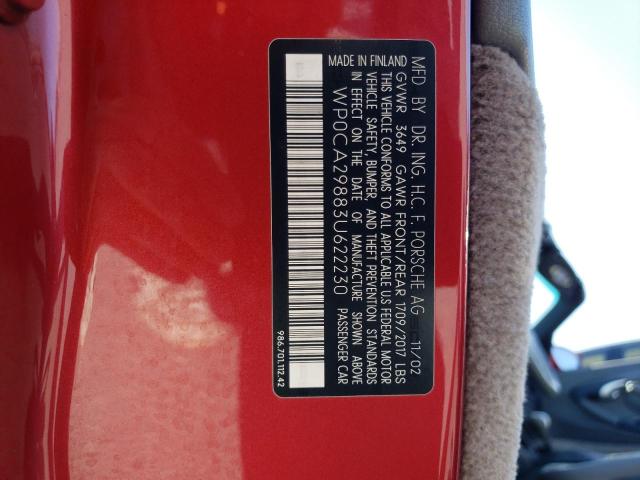 MFD BY DR. ING. H.C. F. PORSCHE AG 11/02
GVWR 3649 GAWR FRONT/REAR 1709/2017 LBS
THIS VEHICLE CONFORMS TO ALL APPLICABLE US FEDERAL MOTOR
VEHICLE SAFETY, BUMPER, AND THEFT PREVENTION STANDARDS
IN EFFECT ON THE DATE OF MANUFACTURE SHOWN ABOVE
WP0CA29883U622230 PASSENGER CAR
MADE IN FINLAND
986.701.112.42